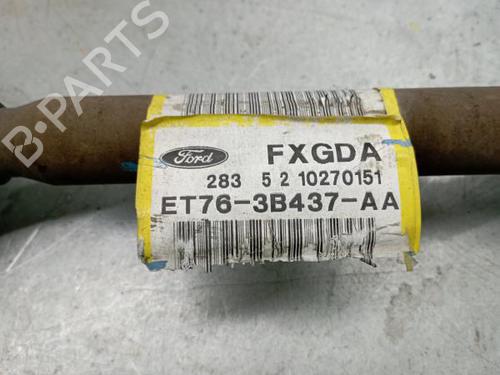 B-PARTS
Ford
FXGDA
283 5 2 10270151
ET76-3B437-AA